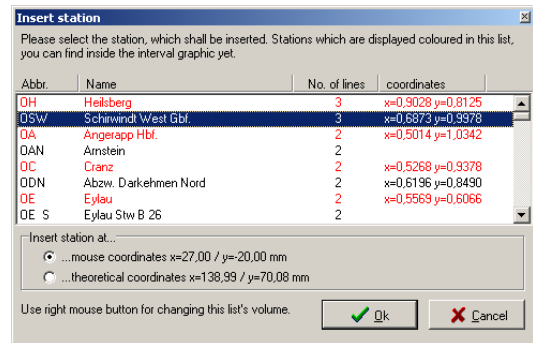 Insert station
Please select the station, which shall be inserted. Stations which are displayed coloured in this list,
you can find inside the interval graphic yet.
Abbr. Name No. of lines coordinates
OH Heilsberg 3 x=0,9028 y=0,8125
OSW Schirwindt West Gbf. 3 x=0,6873 y=0,9978
OA Angerapp Hbf. 2 x=0,5014 y=1,0342
OAN Arnstein 2
OC Cranz 2 x=0,5268 y=0,9378
ODN Abzw. Darkehmen Nord 2 x=0,6196 y=0,8490
OE Eylau 2 x=0,5569 y=0,6066
OE S Eylau Stw B 26 2
Insert station at...
...mouse coordinates x=27,00 / y=-20,00 mm
...theoretical coordinates x=138,99 / y=70,08 mm
Use right mouse button for changing this list's volume.
Ok
Cancel